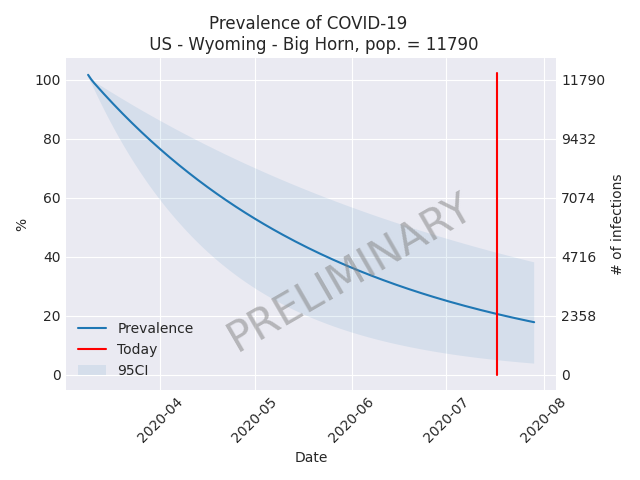 Prevalence of COVID-19
US - Wyoming - Big Horn, pop. = 11790
100
80
60
40
20
0
%
11790
9432
7074
4716
2358
0
# of infections
PRELIMINARY
Prevalence
Today
95CI
2020-04
2020-05
2020-06
2020-07
2020-08
Date